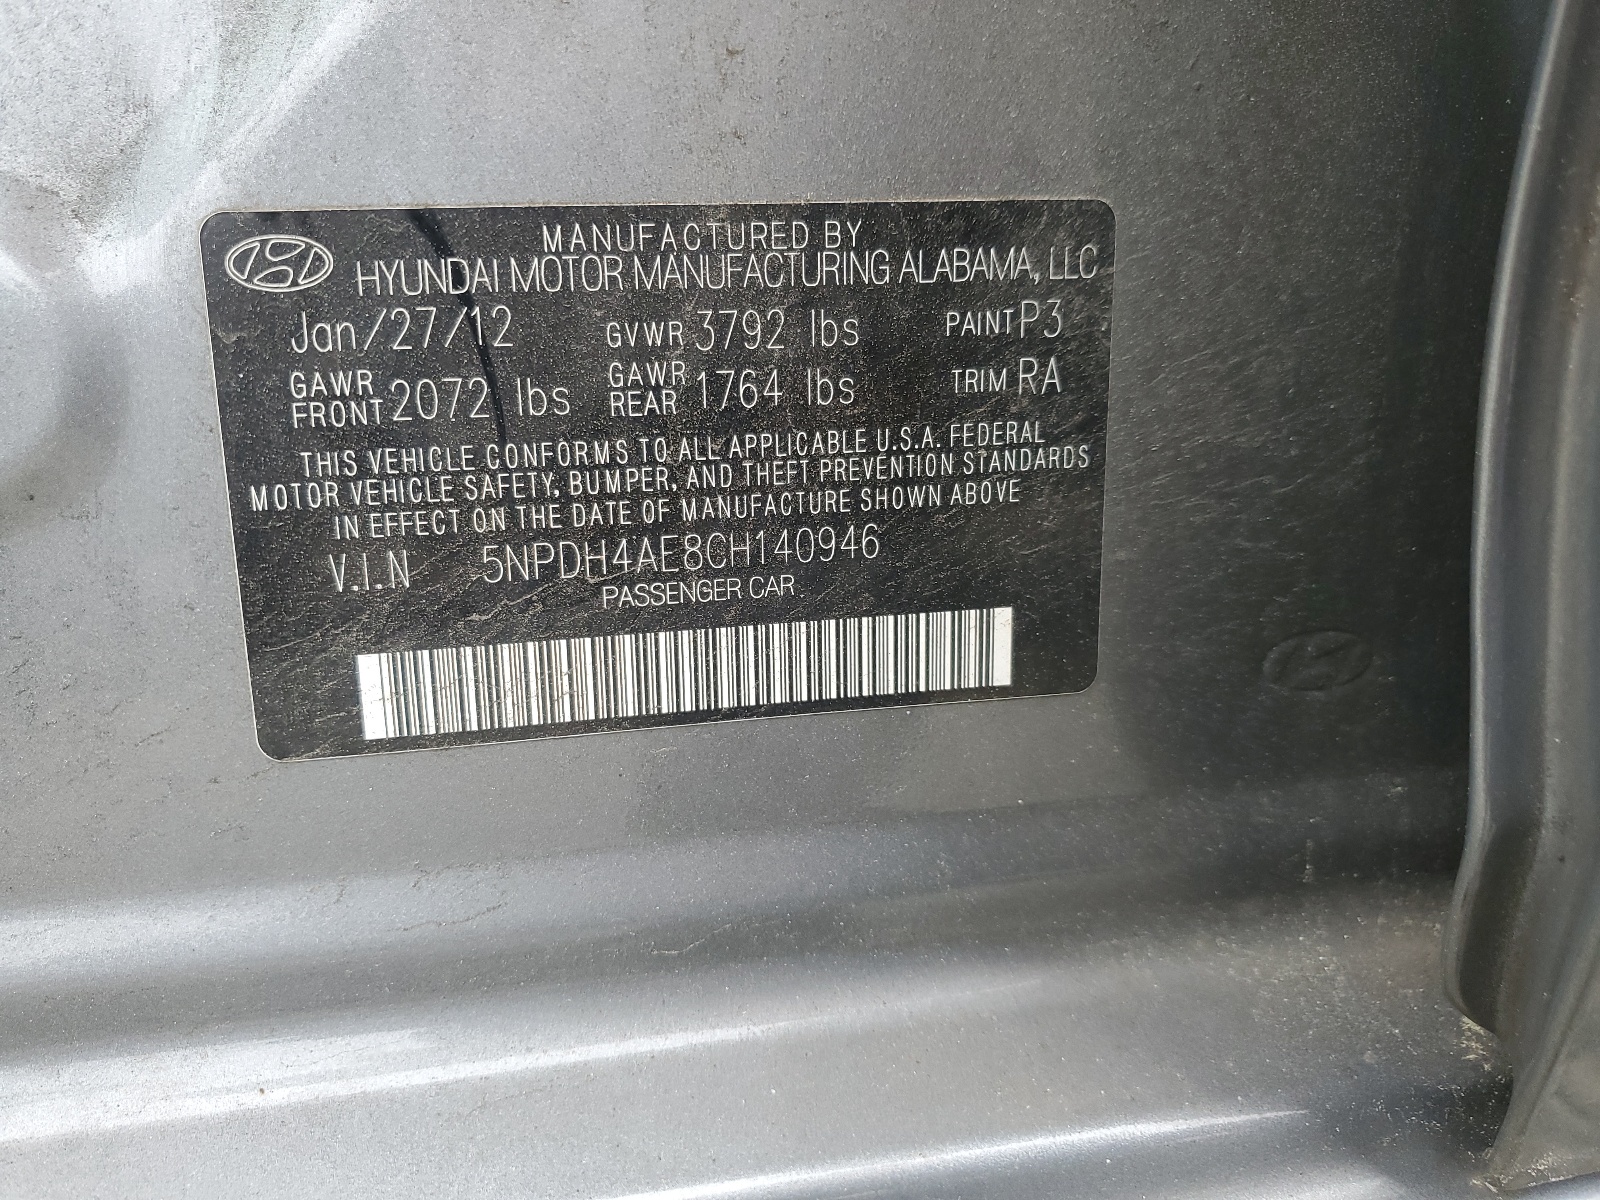 MANUFACTURED BY
HYUNDAI MOTOR MANUFACTURING ALABAMA, LLC
Jan/27/12 GVWR 3792 lbs PAINT P3
GAWR FRONT 2072 lbs GAWR REAR 1764 lbs TRIM RA
THIS VEHICLE CONFORMS TO ALL APPLICABLE U.S.A. FEDERAL
MOTOR VEHICLE SAFETY, BUMPER, AND THEFT PREVENTION STANDARDS
IN EFFECT ON THE DATE OF MANUFACTURE SHOWN ABOVE
V.I.N 5NPDH4AE8CH140946
PASSENGER CAR